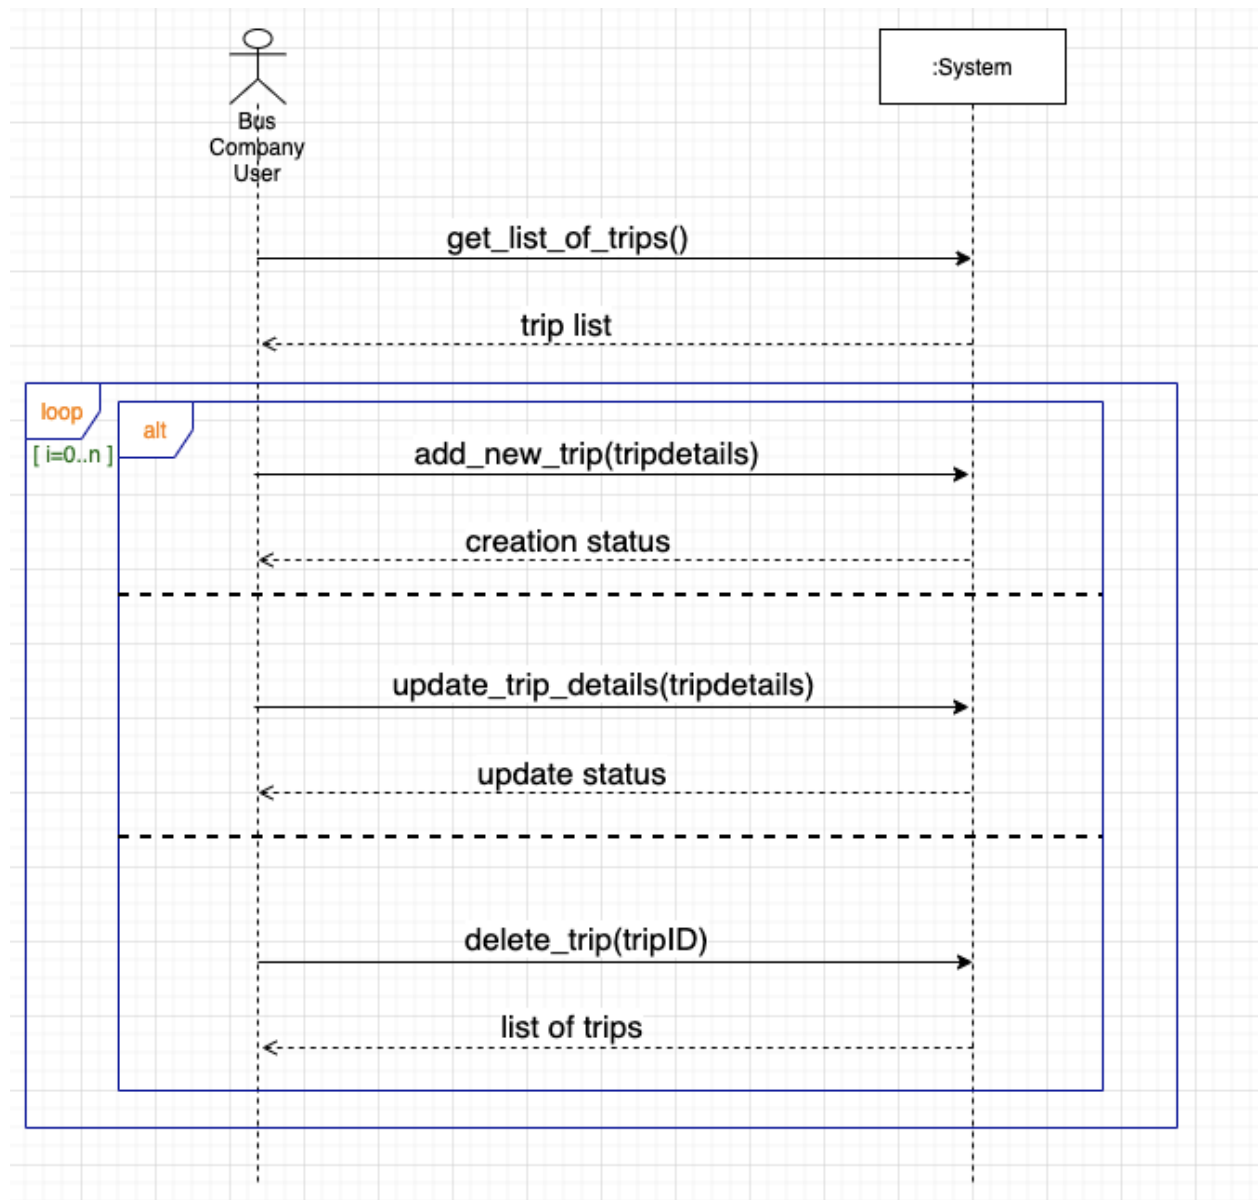 :System
Bus
Company
User
get_list_of_trips()
trip list
loop
[ i=0..n ]
alt
add_new_trip(tripdetails)
creation status
update_trip_details(tripdetails)
update status
delete_trip(tripID)
list of trips